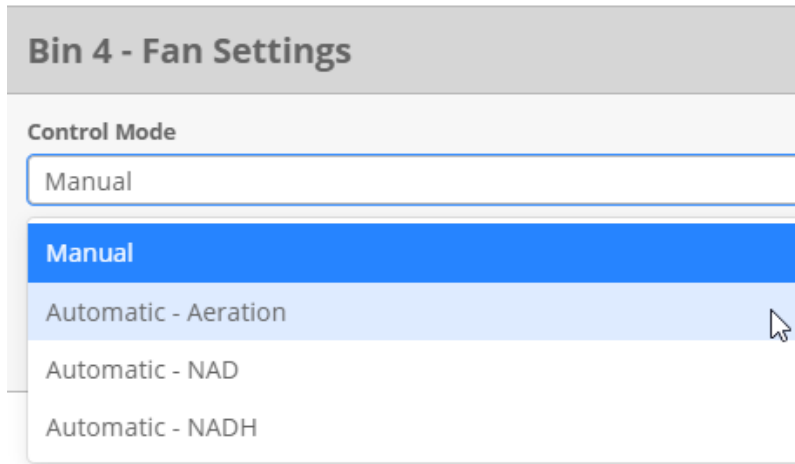 Bin 4 - Fan Settings
Control Mode
Manual
Manual
Automatic - Aeration
Automatic - NAD
Automatic - NADH